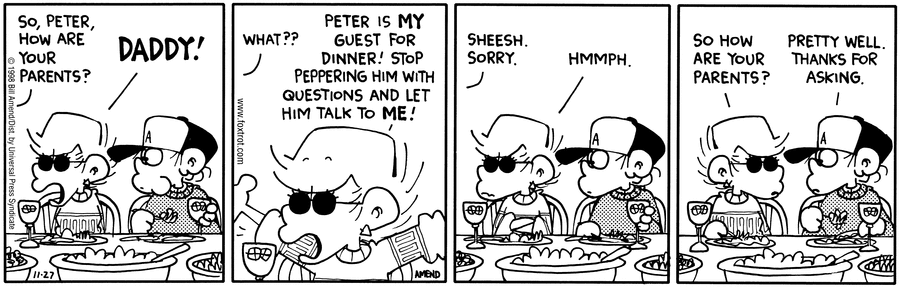 SO, PETER,
HOW ARE
YOUR
PARENTS?
DADDY!
© 1998 Bill Amend/Dist. by Universal Press Syndicate
A
11-27
WHAT??
PETER IS MY
GUEST FOR
DINNER! STOP
PEPPERING HIM WITH
QUESTIONS AND LET
HIM TALK TO ME!
www.foxtrot.com
AMEND
SHEESH.
SORRY.
HMMPH.
A
SO HOW
ARE YOUR
PARENTS?
PRETTY WELL.
THANKS FOR
ASKING.
A